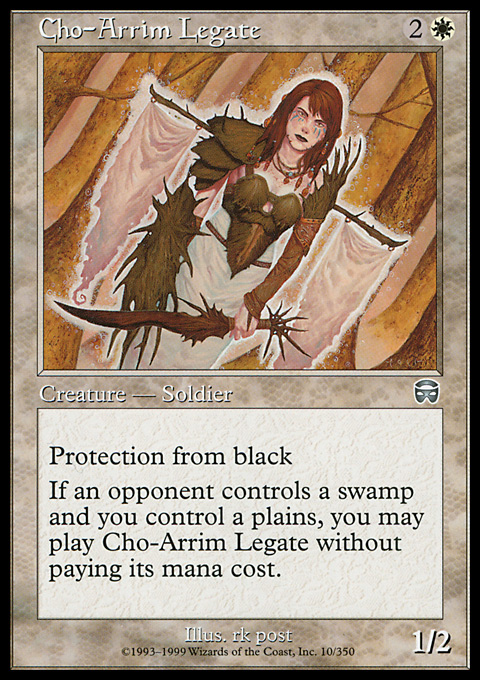 Cho-Arrim Legate 2
Creature — Soldier
Protection from black
If an opponent controls a swamp
and you control a plains, you may
play Cho-Arrim Legate without
paying its mana cost.
Illus. rk post
©1993–1999 Wizards of the Coast, Inc. 10/350
1/2